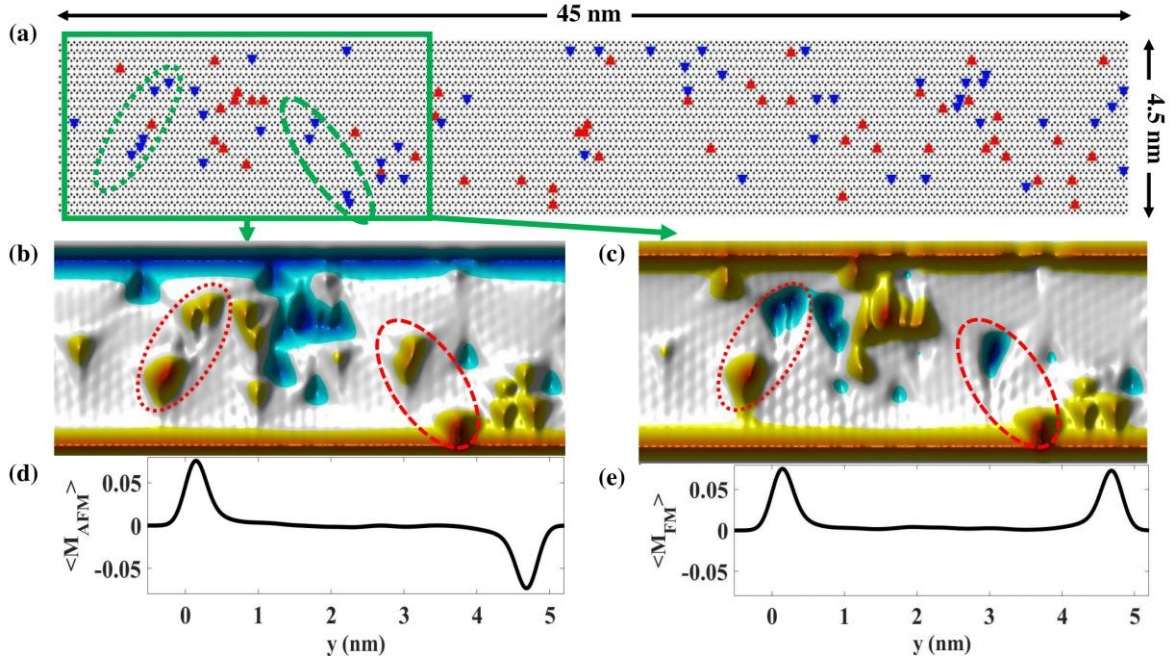 45 nm
(a)
4.5 nm
(b)
(c)
(d)
(e)
<M_AFM>
0.05
0
-0.05
0 1 2 3 4 5
y (nm)
<M_FM>
0.05
0
-0.05
0 1 2 3 4 5
y (nm)